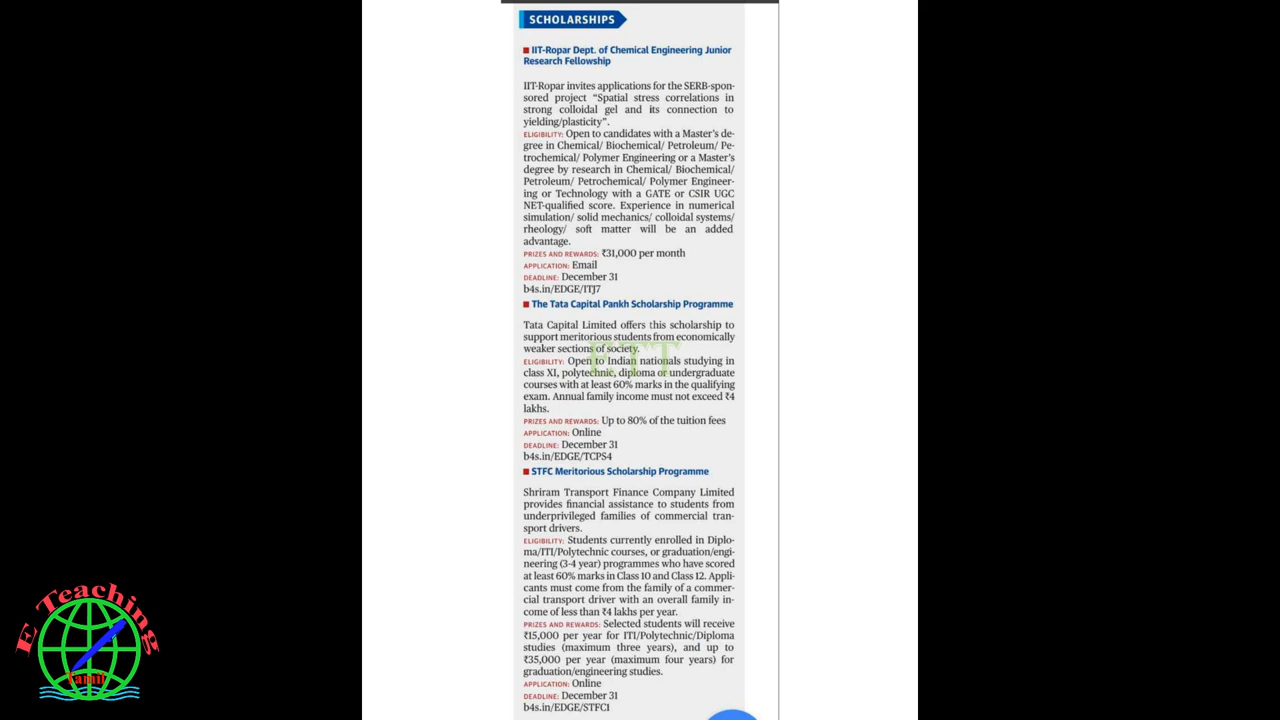 SCHOLARSHIPS
■ IIT-Ropar Dept. of Chemical Engineering Junior
Research Fellowship
IIT-Ropar invites applications for the SERB-spon-
sored project “Spatial stress correlations in
strong colloidal gel and its connection to
yielding/plasticity”.
ELIGIBILITY: Open to candidates with a Master’s de-
gree in Chemical/ Biochemical/ Petroleum/ Pe-
trochemical/ Polymer Engineering or a Master’s
degree by research in Chemical/ Biochemical/
Petroleum/ Petrochemical/ Polymer Engineer-
ing or Technology with a GATE or CSIR UGC
NET-qualified score. Experience in numerical
simulation/ solid mechanics/ colloidal systems/
rheology/ soft matter will be an added
advantage.
PRIZES AND REWARDS: ₹31,000 per month
APPLICATION: Email
DEADLINE: December 31
b4s.in/EDGE/ITJ7
■ The Tata Capital Pankh Scholarship Programme
Tata Capital Limited offers this scholarship to
support meritorious students from economically
weaker sections of society.
ELIGIBILITY: Open to Indian nationals studying in
class XI, polytechnic, diploma or undergraduate
courses with at least 60% marks in the qualifying
exam. Annual family income must not exceed ₹4
lakhs.
PRIZES AND REWARDS: Up to 80% of the tuition fees
APPLICATION: Online
DEADLINE: December 31
b4s.in/EDGE/TCPS4
■ STFC Meritorious Scholarship Programme
Shriram Transport Finance Company Limited
provides financial assistance to students from
underprivileged families of commercial tran-
sport drivers.
ELIGIBILITY: Students currently enrolled in Diplo-
ma/ITI/Polytechnic courses, or graduation/engi-
neering (3-4 year) programmes who have scored
at least 60% marks in Class 10 and Class 12. Appli-
cants must come from the family of a commer-
cial transport driver with an overall family in-
come of less than ₹4 lakhs per year.
PRIZES AND REWARDS: Selected students will receive
₹15,000 per year for ITI/Polytechnic/Diploma
studies (maximum three years), and up to
₹35,000 per year (maximum four years) for
graduation/engineering studies.
APPLICATION: Online
DEADLINE: December 31
b4s.in/EDGE/STFC1
ETT
E Teaching
Tamil